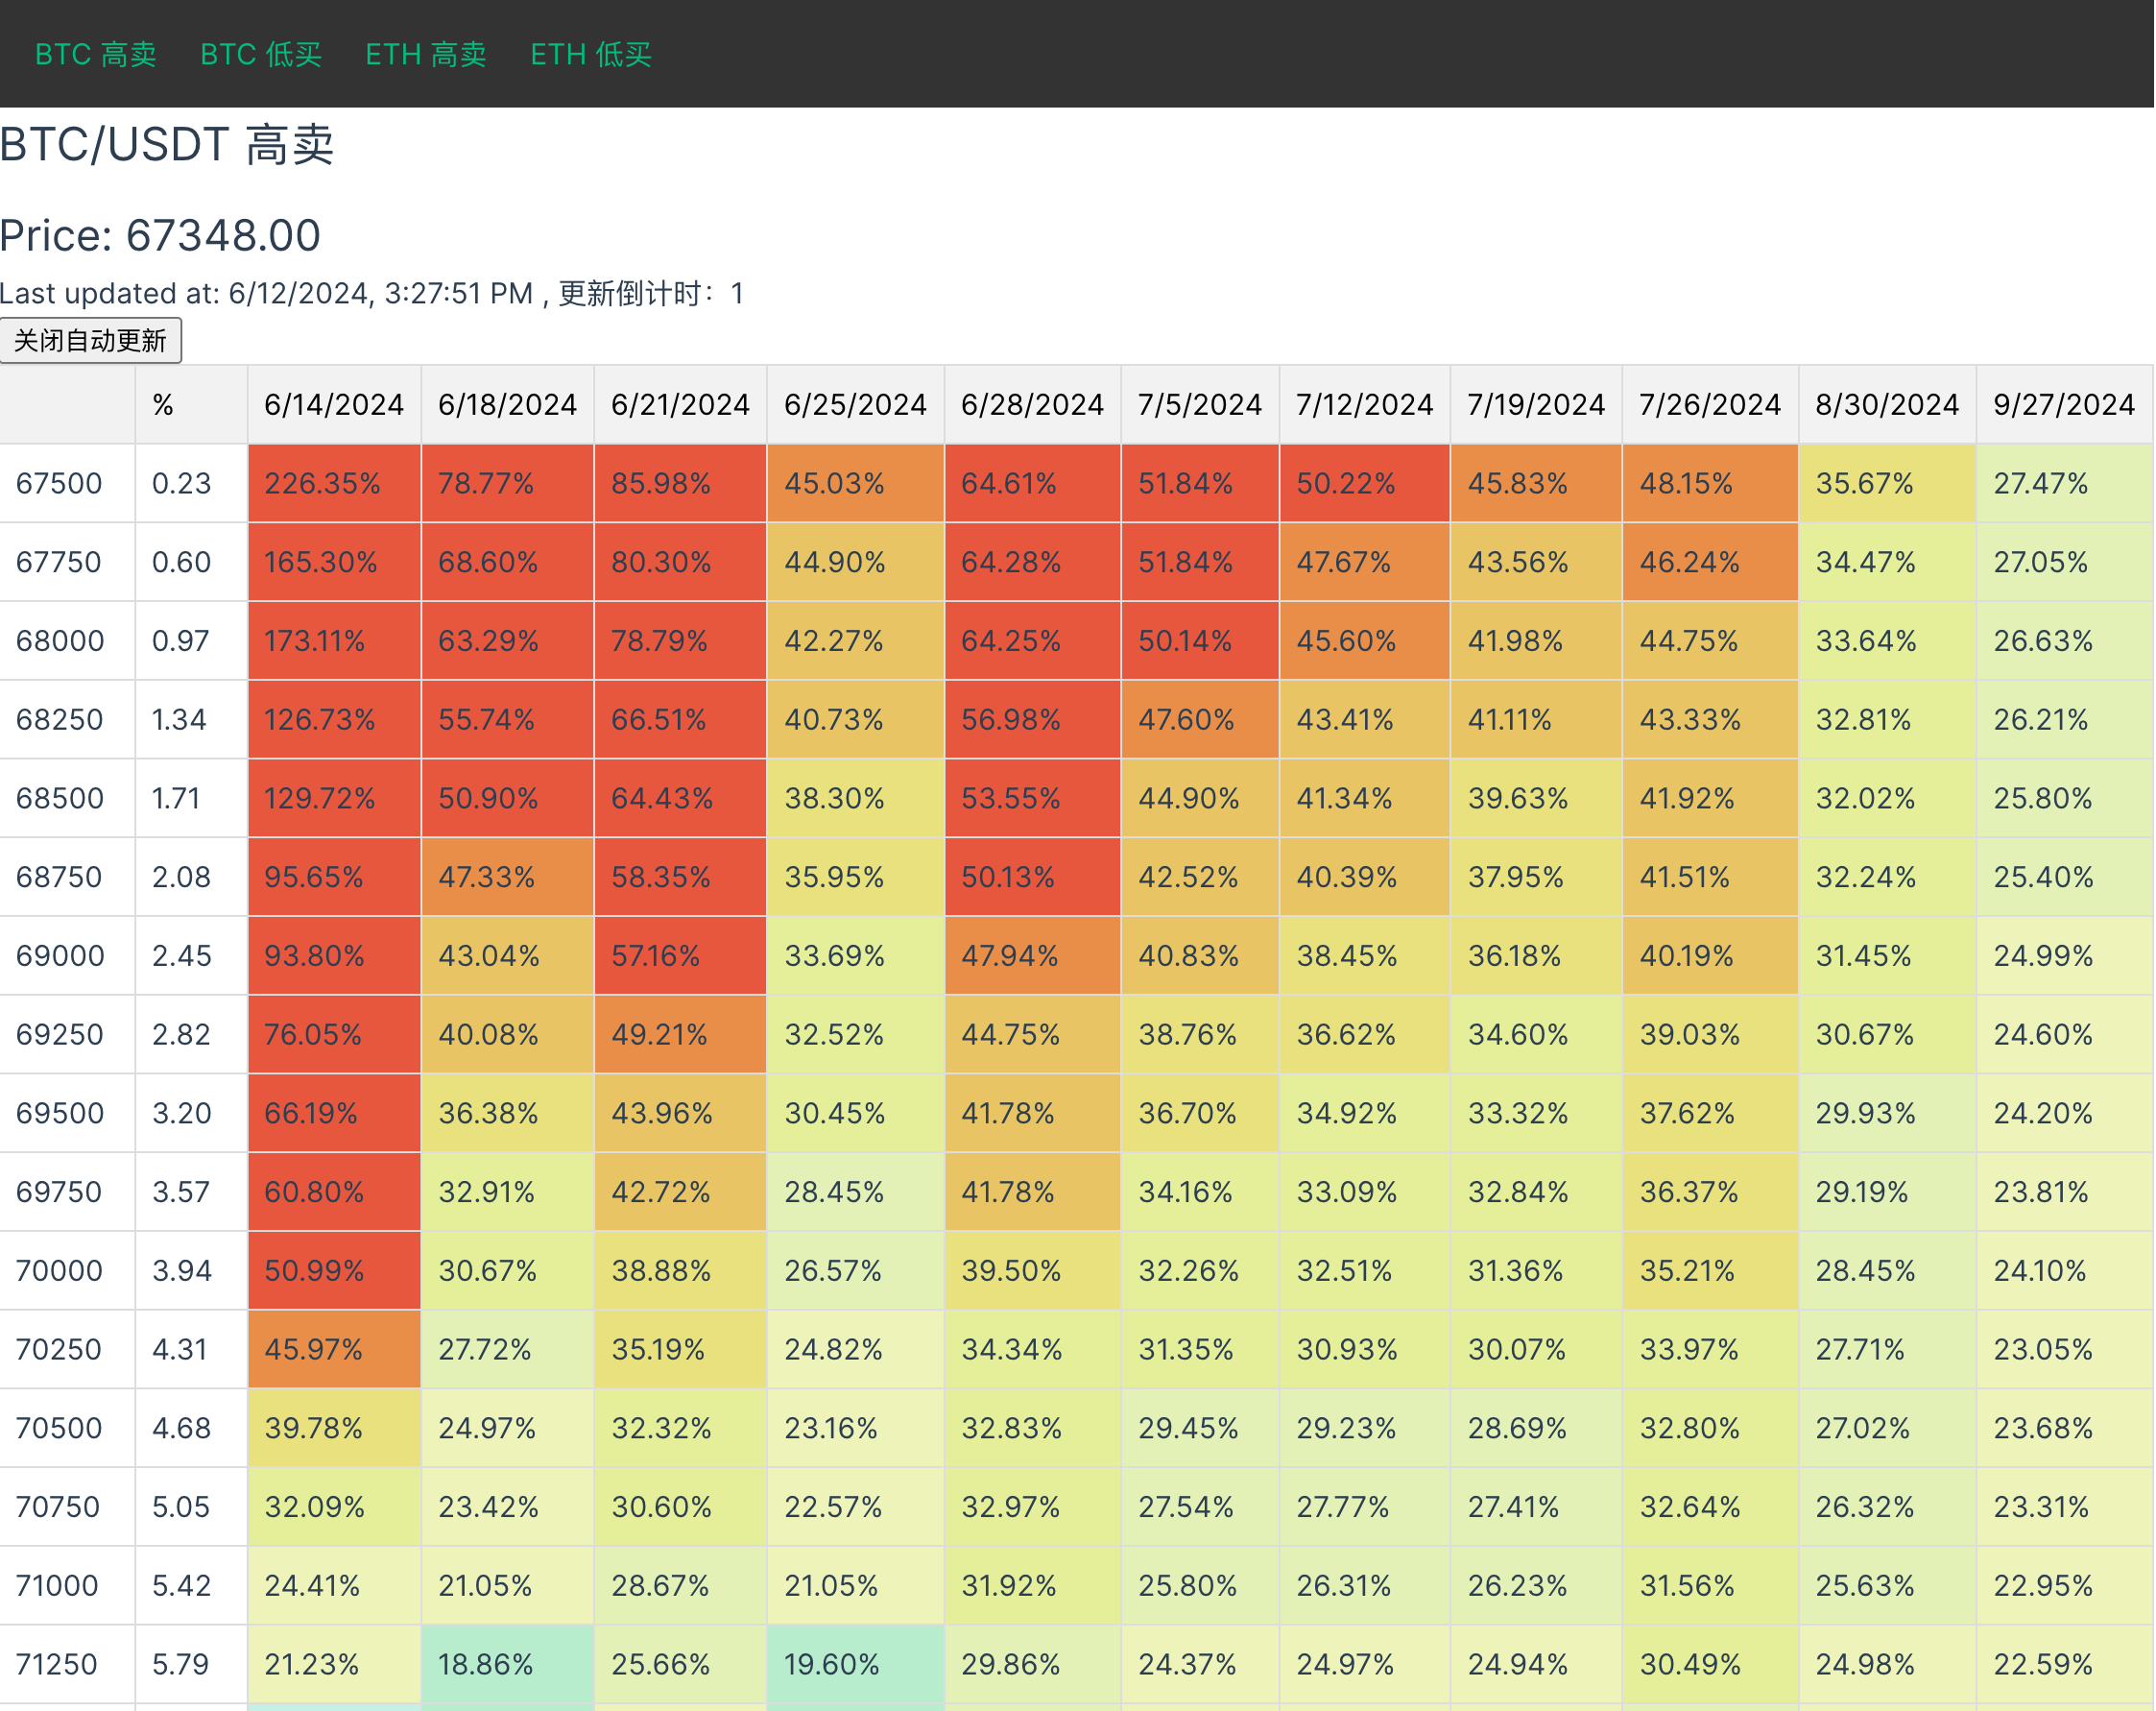 BTC 高卖 BTC 低买 ETH 高卖 ETH 低买
BTC/USDT 高卖
Price: 67348.00
Last updated at: 6/12/2024, 3:27:51 PM , 更新倒计时：1
关闭自动更新
% 6/14/2024 6/18/2024 6/21/2024 6/25/2024 6/28/2024 7/5/2024 7/12/2024 7/19/2024 7/26/2024 8/30/2024 9/27/2024
67500 0.23 226.35% 78.77% 85.98% 45.03% 64.61% 51.84% 50.22% 45.83% 48.15% 35.67% 27.47%
67750 0.60 165.30% 68.60% 80.30% 44.90% 64.28% 51.84% 47.67% 43.56% 46.24% 34.47% 27.05%
68000 0.97 173.11% 63.29% 78.79% 42.27% 64.25% 50.14% 45.60% 41.98% 44.75% 33.64% 26.63%
68250 1.34 126.73% 55.74% 66.51% 40.73% 56.98% 47.60% 43.41% 41.11% 43.33% 32.81% 26.21%
68500 1.71 129.72% 50.90% 64.43% 38.30% 53.55% 44.90% 41.34% 39.63% 41.92% 32.02% 25.80%
68750 2.08 95.65% 47.33% 58.35% 35.95% 50.13% 42.52% 40.39% 37.95% 41.51% 32.24% 25.40%
69000 2.45 93.80% 43.04% 57.16% 33.69% 47.94% 40.83% 38.45% 36.18% 40.19% 31.45% 24.99%
69250 2.82 76.05% 40.08% 49.21% 32.52% 44.75% 38.76% 36.62% 34.60% 39.03% 30.67% 24.60%
69500 3.20 66.19% 36.38% 43.96% 30.45% 41.78% 36.70% 34.92% 33.32% 37.62% 29.93% 24.20%
69750 3.57 60.80% 32.91% 42.72% 28.45% 41.78% 34.16% 33.09% 32.84% 36.37% 29.19% 23.81%
70000 3.94 50.99% 30.67% 38.88% 26.57% 39.50% 32.26% 32.51% 31.36% 35.21% 28.45% 24.10%
70250 4.31 45.97% 27.72% 35.19% 24.82% 34.34% 31.35% 30.93% 30.07% 33.97% 27.71% 23.05%
70500 4.68 39.78% 24.97% 32.32% 23.16% 32.83% 29.45% 29.23% 28.69% 32.80% 27.02% 23.68%
70750 5.05 32.09% 23.42% 30.60% 22.57% 32.97% 27.54% 27.77% 27.41% 32.64% 26.32% 23.31%
71000 5.42 24.41% 21.05% 28.67% 21.05% 31.92% 25.80% 26.31% 26.23% 31.56% 25.63% 22.95%
71250 5.79 21.23% 18.86% 25.66% 19.60% 29.86% 24.37% 24.97% 24.94% 30.49% 24.98% 22.59%